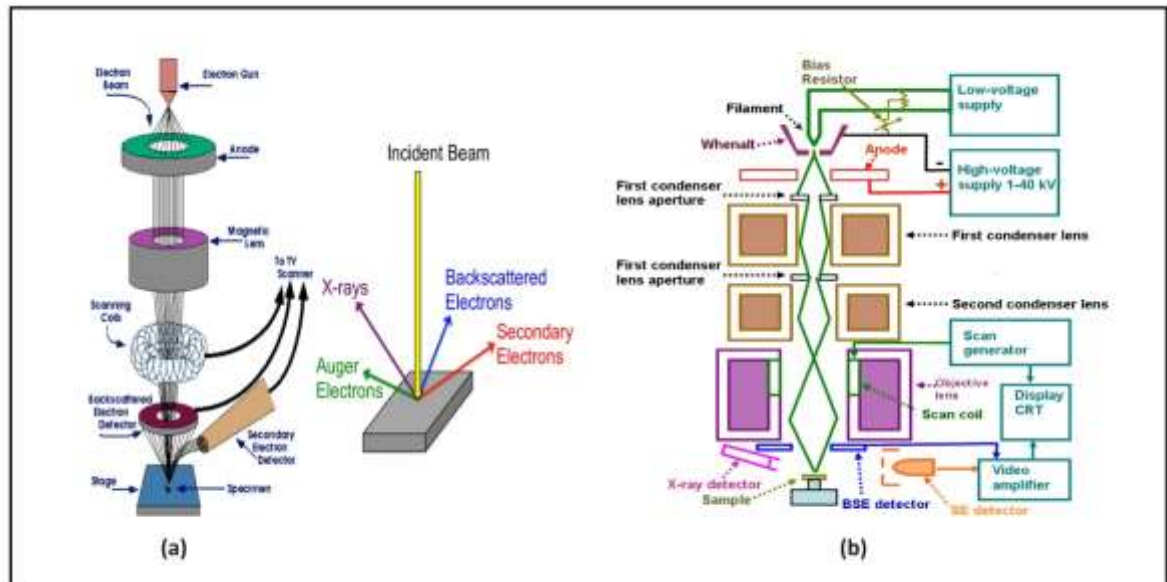 Electron
Beam
Electron Gun
Anode
Magnetic
Lens
To TV
Scanner
Scanning
Coils
Backscattered
Electron
Detector
Secondary
Electron
Detector
Stage
Specimen
Incident Beam
X-rays
Backscattered
Electrons
Secondary
Electrons
Auger
Electrons
(a)
Bias
Resistor
Filament
Whenalt
Anode
Low-voltage
supply
-
+
High-voltage
supply 1-40 kV
First condenser
lens aperture
First condenser lens
First condenser
lens aperture
Second condenser lens
Scan
generator
Objective
lens
Scan coil
Display
CRT
X-ray detector
Sample
BSE detector
SE detector
Video
amplifier
(b)